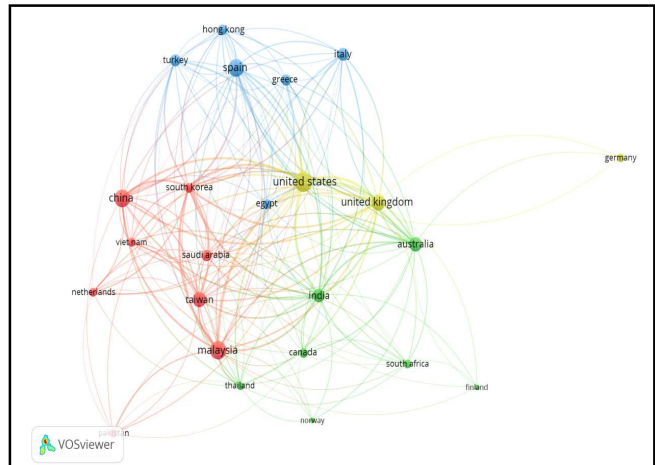 hong kong
turkey
italy
spain
greece
germany
united states
south korea
china
egypt
united kingdom
viet nam
australia
saudi arabia
netherlands
taiwan
india
malaysia
canada
south africa
thailand
finland
norway
pakistan
VOSviewer